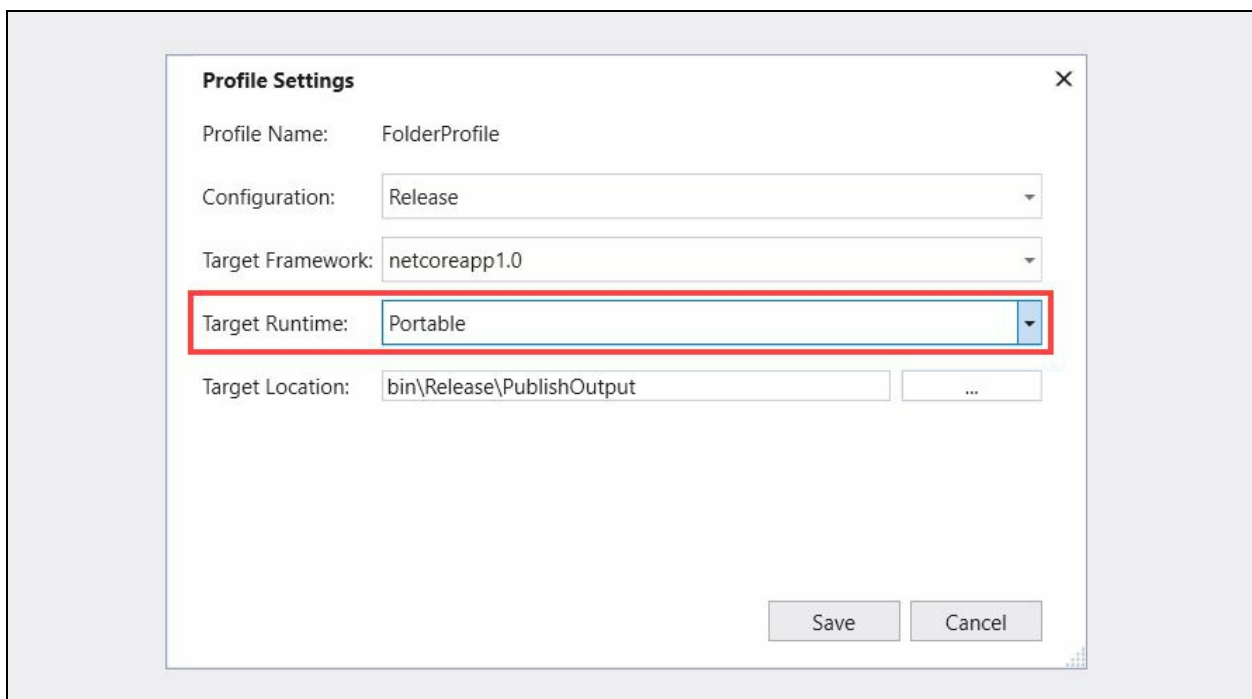 Profile Settings
Profile Name: FolderProfile
Configuration: Release
Target Framework: netcoreapp1.0
Target Runtime: Portable
Target Location: bin\Release\PublishOutput ...
Save Cancel